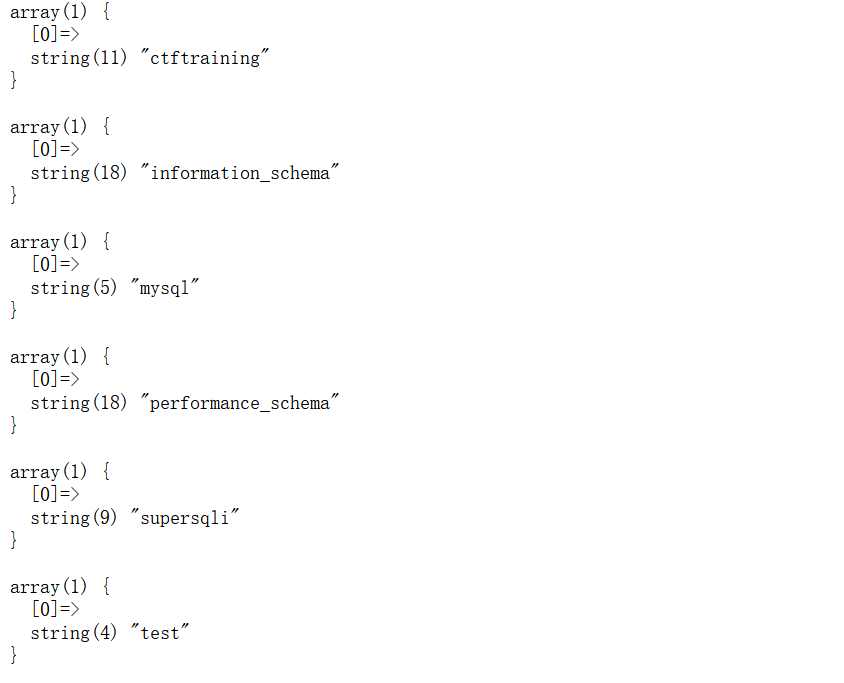 array(1) {
  [0]=>
  string(11) "ctftraining"
}
array(1) {
  [0]=>
  string(18) "information_schema"
}
array(1) {
  [0]=>
  string(5) "mysql"
}
array(1) {
  [0]=>
  string(18) "performance_schema"
}
array(1) {
  [0]=>
  string(9) "supersqli"
}
array(1) {
  [0]=>
  string(4) "test"
}